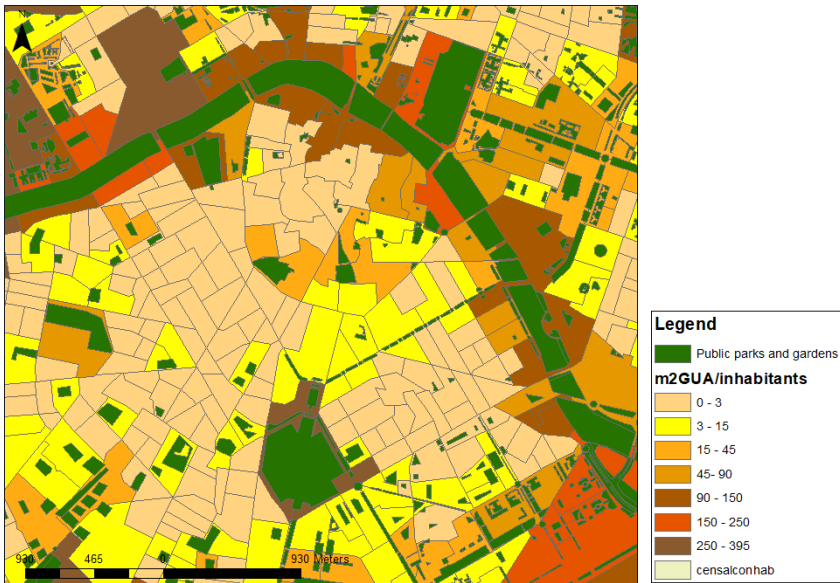 N
930
465
0
930 Meters
Legend
Public parks and gardens
m2GUA/inhabitants
0 - 3
3 - 15
15 - 45
45- 90
90 - 150
150 - 250
250 - 395
censalconhab